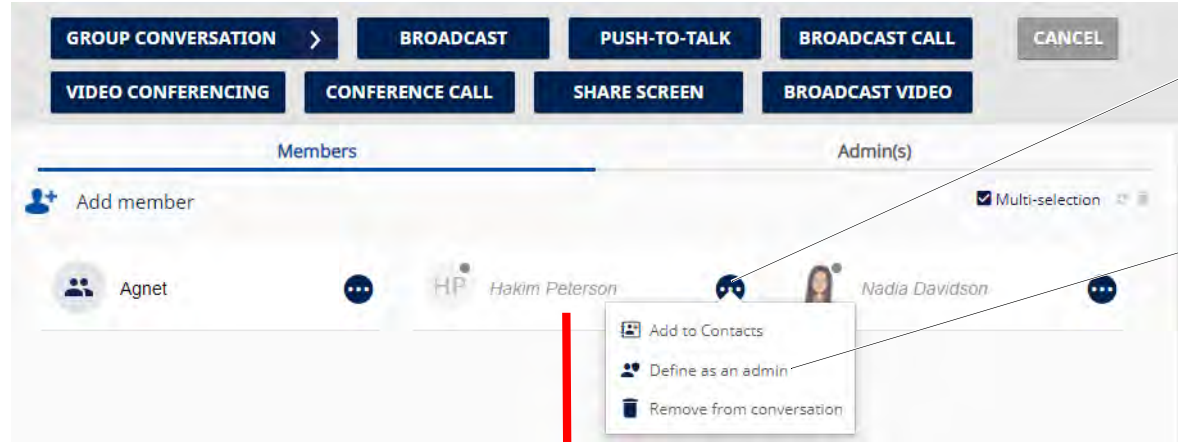 GROUP CONVERSATION > BROADCAST PUSH-TO-TALK BROADCAST CALL CANCEL
VIDEO CONFERENCING CONFERENCE CALL SHARE SCREEN BROADCAST VIDEO
Members Admin(s)
Add member Multi-selection
Agnet HP Hakim Peterson Nadia Davidson
Add to Contacts
Define as an admin
Remove from conversation